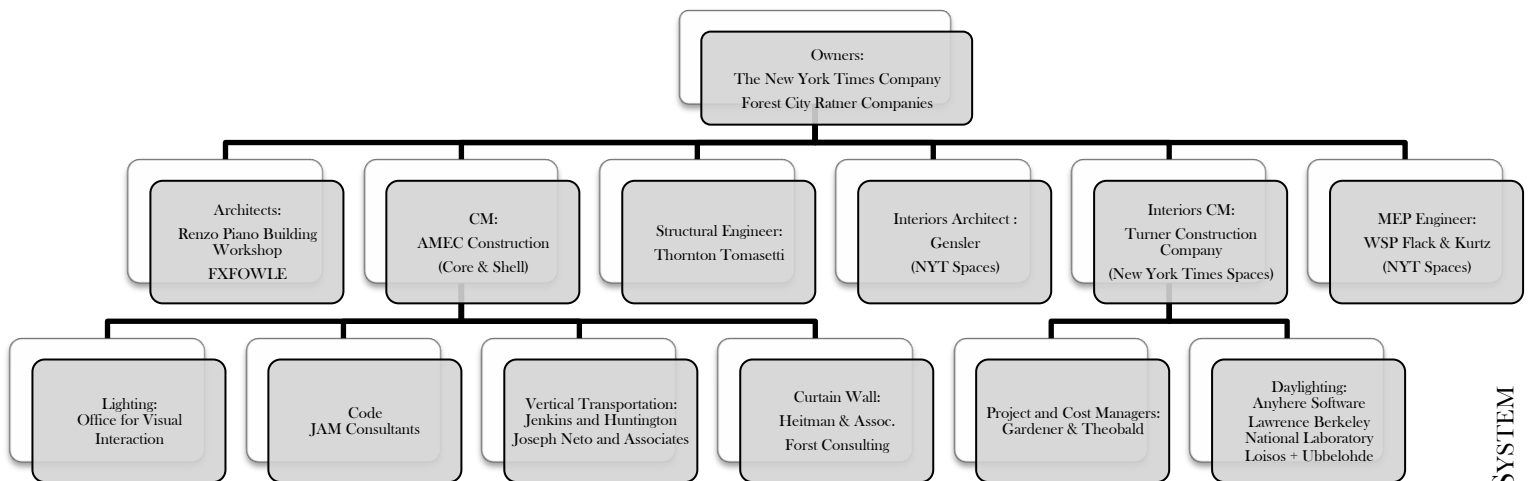 Owners:
The New York Times Company
Forest City Ratner Companies
Architects:
Renzo Piano Building
Workshop
FXFOWLE
CM:
AMEC Construction
(Core & Shell)
Structural Engineer:
Thornton Tomasetti
Interiors Architect :
Gensler
(NYT Spaces)
Interiors CM:
Turner Construction
Company
(New York Times Spaces)
MEP Engineer:
WSP Flack & Kurtz
(NYT Spaces)
Lighting:
Office for Visual
Interaction
Code
JAM Consultants
Vertical Transportation:
Jenkins and Huntington
Joseph Neto and Associates
Curtain Wall:
Heitman & Assoc.
Forst Consulting
Project and Cost Managers:
Gardener & Theobald
Daylighting:
Anyhere Software
Lawrence Berkeley
National Laboratory
Loisos + Ubbelohde
SYSTEM